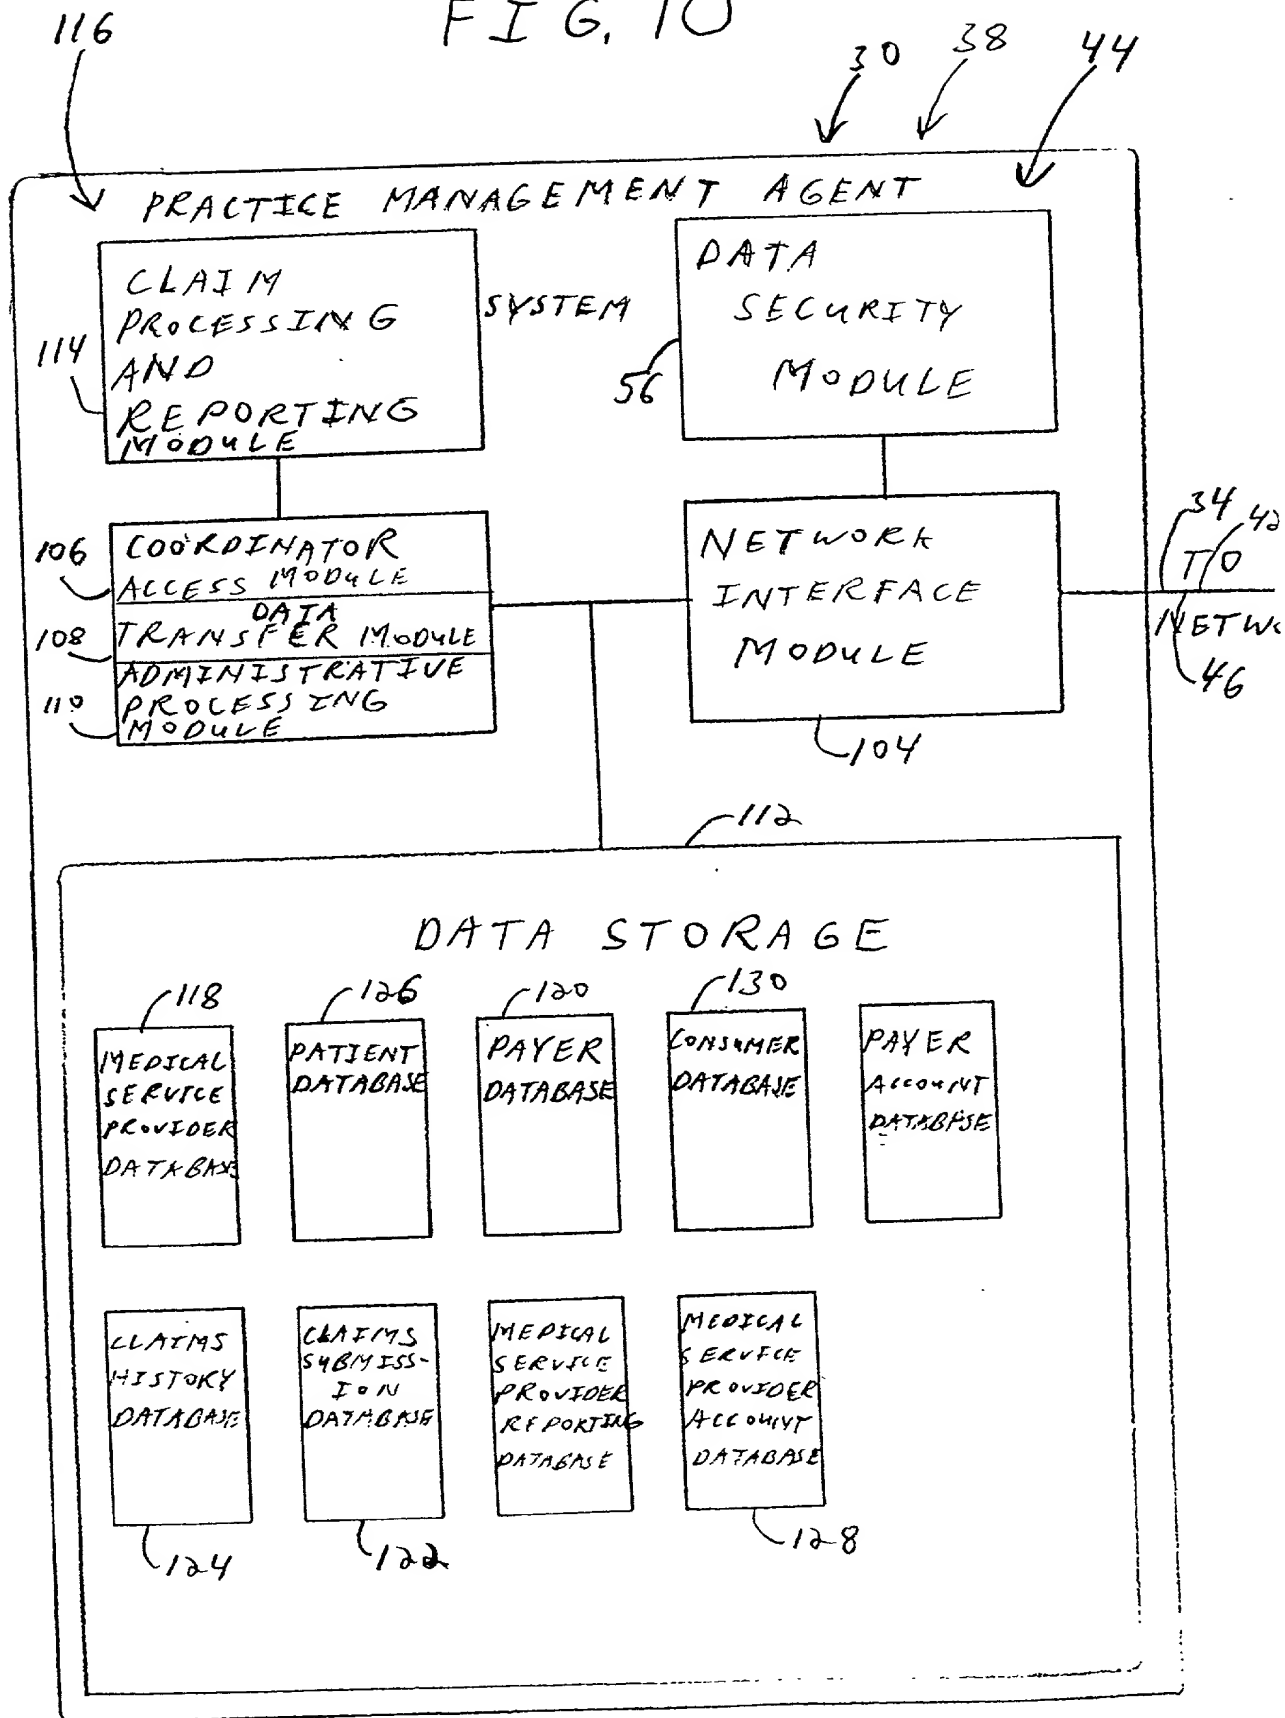 FIG. 10
116
30
38
44
PRACTICE MANAGEMENT AGENT
SYSTEM
CLAIM
PROCESSING
AND
REPORTING
MODULE
114
DATA
SECURITY
MODULE
56
106
COORDINATOR
ACCESS MODULE
108
DATA
TRANSFER MODULE
110
ADMINISTRATIVE
PROCESSING
MODULE
NETWORK
INTERFACE
MODULE
104
34
42
TO
NETWO
46
112
DATA STORAGE
118
MEDICAL
SERVICE
PROVIDER
DATABASE
126
PATIENT
DATABASE
120
PAYER
DATABASE
130
CONSUMER
DATABASE
PAYER
ACCOUNT
DATABASE
CLAIMS
HISTORY
DATABASE
124
CLAIMS
SUBMISS-
ION
DATABASE
122
MEDICAL
SERVICE
PROVIDER
REPORTING
DATABASE
MEDICAL
SERVICE
PROVIDER
ACCOUNT
DATABASE
128